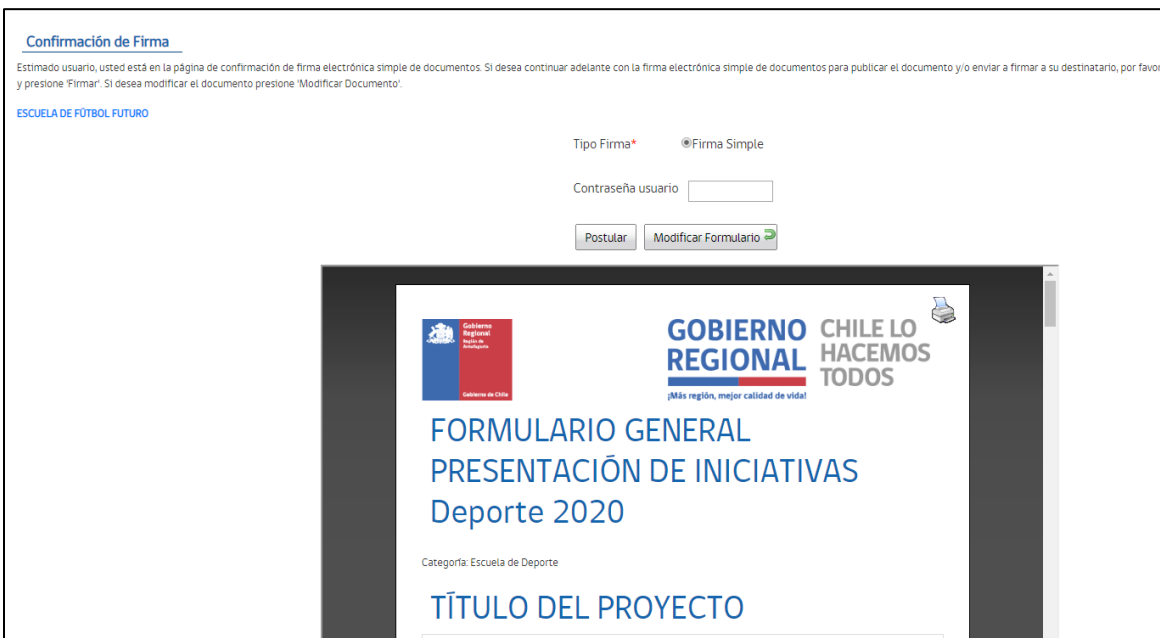 Confirmación de Firma
Estimado usuario, usted está en la página de confirmación de firma electrónica simple de documentos. Si desea continuar adelante con la firma electrónica simple de documentos para publicar el documento y/o enviar a firmar a su destinatario, por favor
y presione 'Firmar'. Si desea modificar el documento presione 'Modificar Documento'.
ESCUELA DE FÚTBOL FUTURO
Tipo Firma* Firma Simple
Contraseña usuario
Postular Modificar Formulario
Gobierno
Regional
Región de
Antofagasta
Gobierno de Chile
GOBIERNO
REGIONAL
¡Más región, mejor calidad de vida!
CHILE LO
HACEMOS
TODOS
FORMULARIO GENERAL
PRESENTACIÓN DE INICIATIVAS
Deporte 2020
Categoría: Escuela de Deporte
TÍTULO DEL PROYECTO